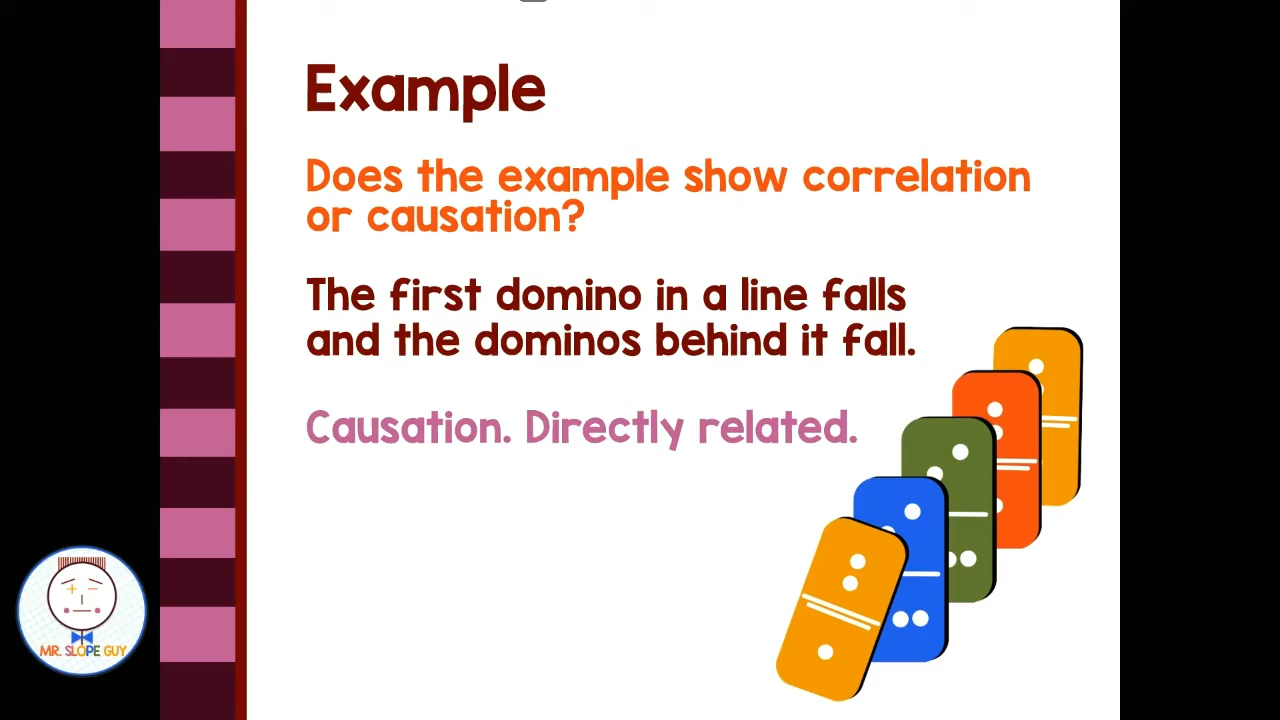 Example
Does the example show correlation
or causation?
The first domino in a line falls
and the dominos behind it fall.
Causation. Directly related.
MR. SLOPE GUY